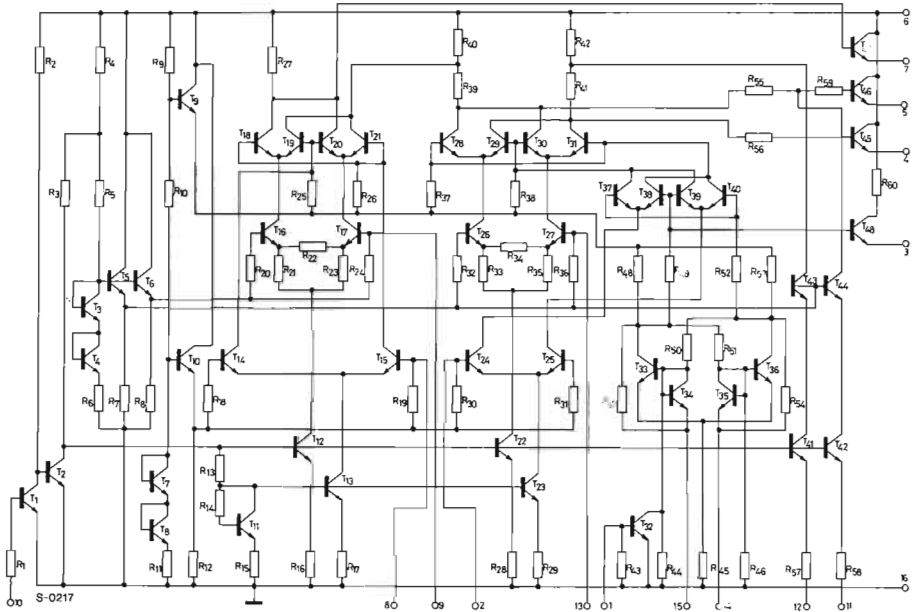 6
R2 R4 R9 R27 R40 R42
7
R39 R41 R55 R59 T46
T9
5
T18 T19 T20 T21 T28 T29 T30 T31 R56 T45
4
R3 R5 R10 R25 R26 R37 R38 T37 T38 T39 T40 R60
T16 T17 T26 T27 T48
3
R22 R34
R20 R21 R23 R24 R32 R33 R35 R36 R48 R52
T5 T6 T43 T44
T3
T4 T10 T14 T15 T24 T25 T33 R50 R51 T36
R6 R7 R8 R18 R19 R30 R31 T34 T35 R54
T12 T22 T41 T42
T2 R13
T7 T13 T23
T1 R14
T8 T11 T32
R1 R11 R12 R15 R16 R17 R28 R29 R43 R44 R45 R46 R57 R58
S-0217 16
10 8 9 2 13 1 15 12 11